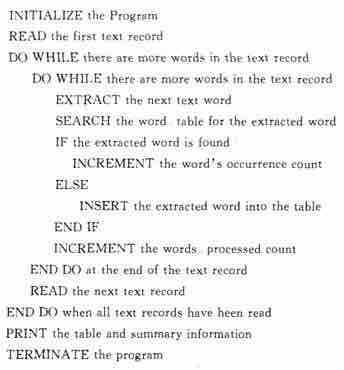 INITIALIZE the Program
READ the first text record
DO WHILE there are more words in the text record
DO WHILE there are more words in the text record
EXTRACT the next text word
SEARCH the word table for the extracted word
IF the extracted word is found
INCREMENT the word's occurrence count
ELSE
INSERT the extracted word into the table
END IF
INCREMENT the words processed count
END DO at the end of the text record
READ the next text record
END DO when all text records have been read
PRINT the table and summary information
TERMINATE the program